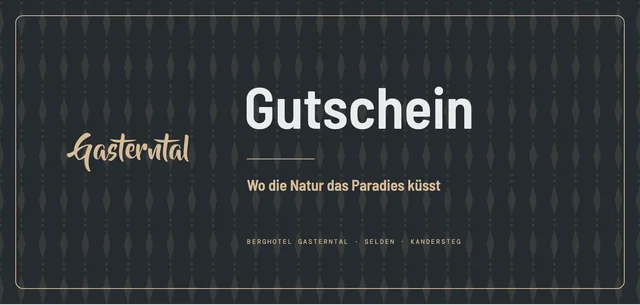 Gasterntal
Gutschein
Wo die Natur das Paradies küsst
BERGHOTEL GASTERNTAL · SELDEN · KANDERSTEG